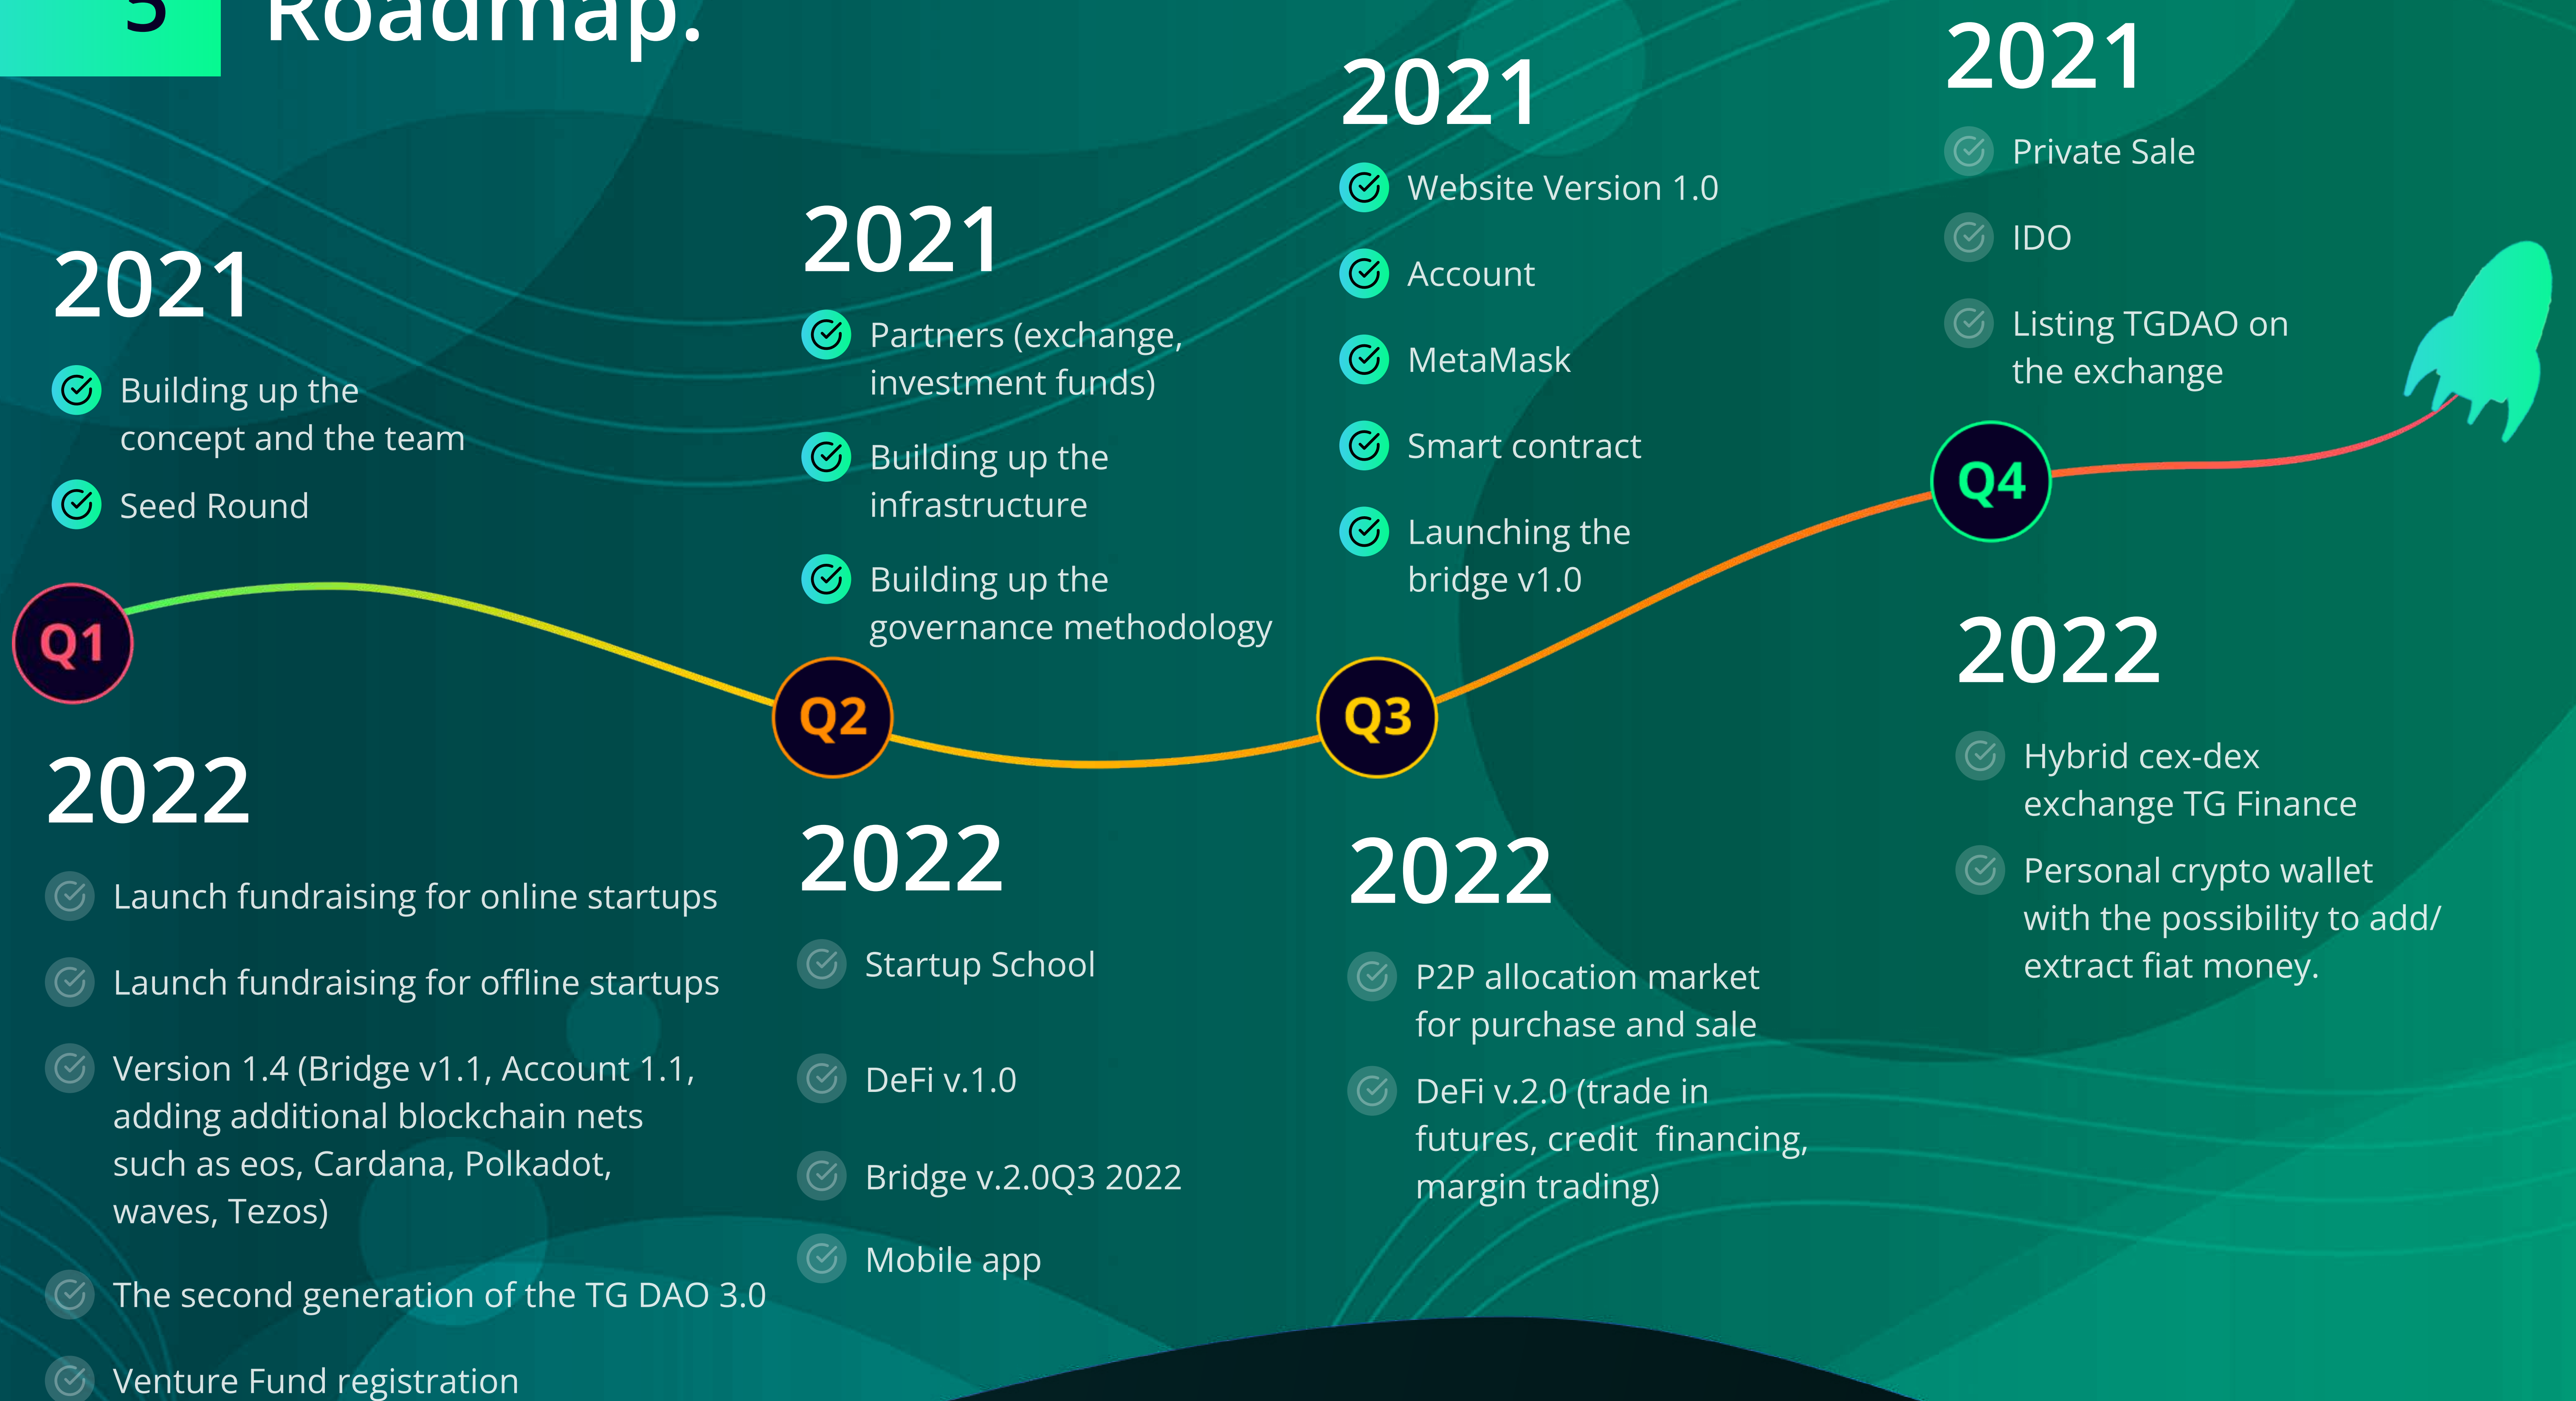 5
Roadmap.
2021
Building up the
concept and the team
Seed Round
Q1
2022
Launch fundraising for online startups
Launch fundraising for offline startups
Version 1.4 (Bridge v1.1, Account 1.1,
adding additional blockchain nets
such as eos, Cardana, Polkadot,
waves, Tezos)
The second generation of the TG DAO 3.0
Venture Fund registration
2021
Partners (exchange,
investment funds)
Building up the
infrastructure
Building up the
governance methodology
Q2
2022
Startup School
DeFi v.1.0
Bridge v.2.0Q3 2022
Mobile app
2021
Website Version 1.0
Account
MetaMask
Smart contract
Launching the
bridge v1.0
Q3
2022
P2P allocation market
for purchase and sale
DeFi v.2.0 (trade in
futures, credit  financing,
margin trading)
2021
Private Sale
IDO
Listing TGDAO on
the exchange
Q4
2022
Hybrid cex-dex
exchange TG Finance
Personal crypto wallet
with the possibility to add/
extract fiat money.